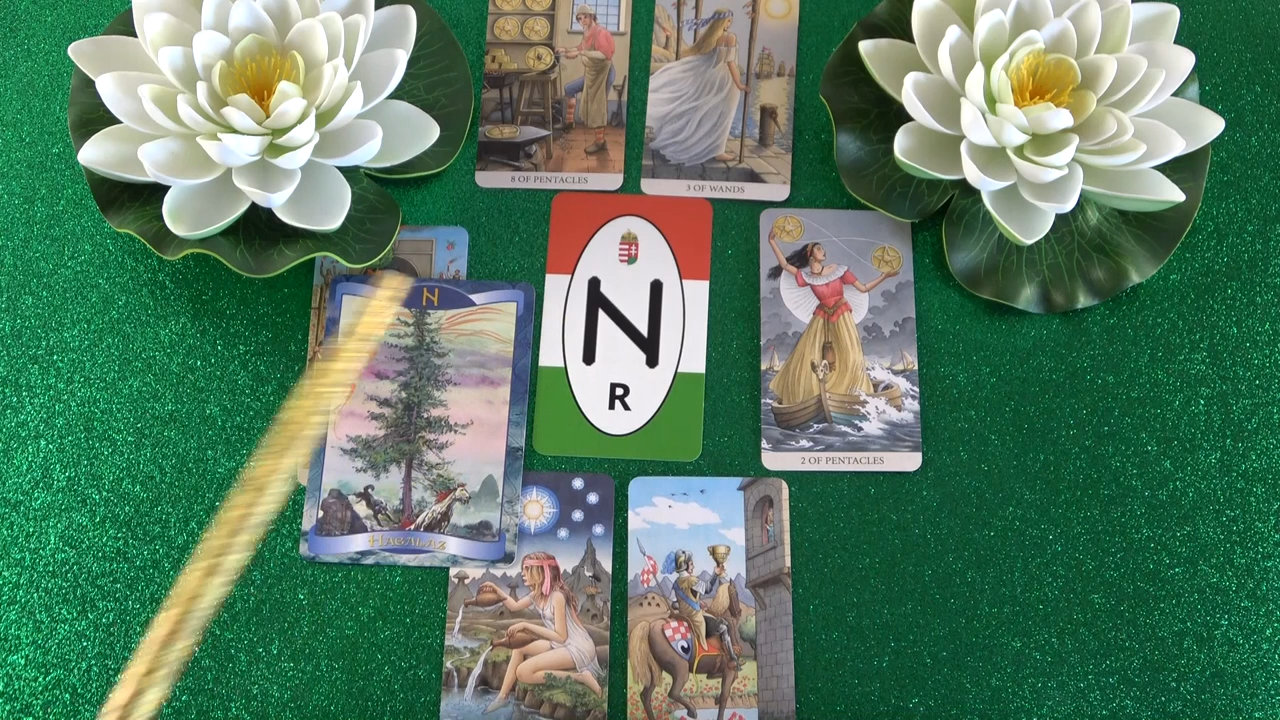 8 OF PENTACLES
3 OF WANDS
N
N
R
2 OF PENTACLES
HAGALAZ